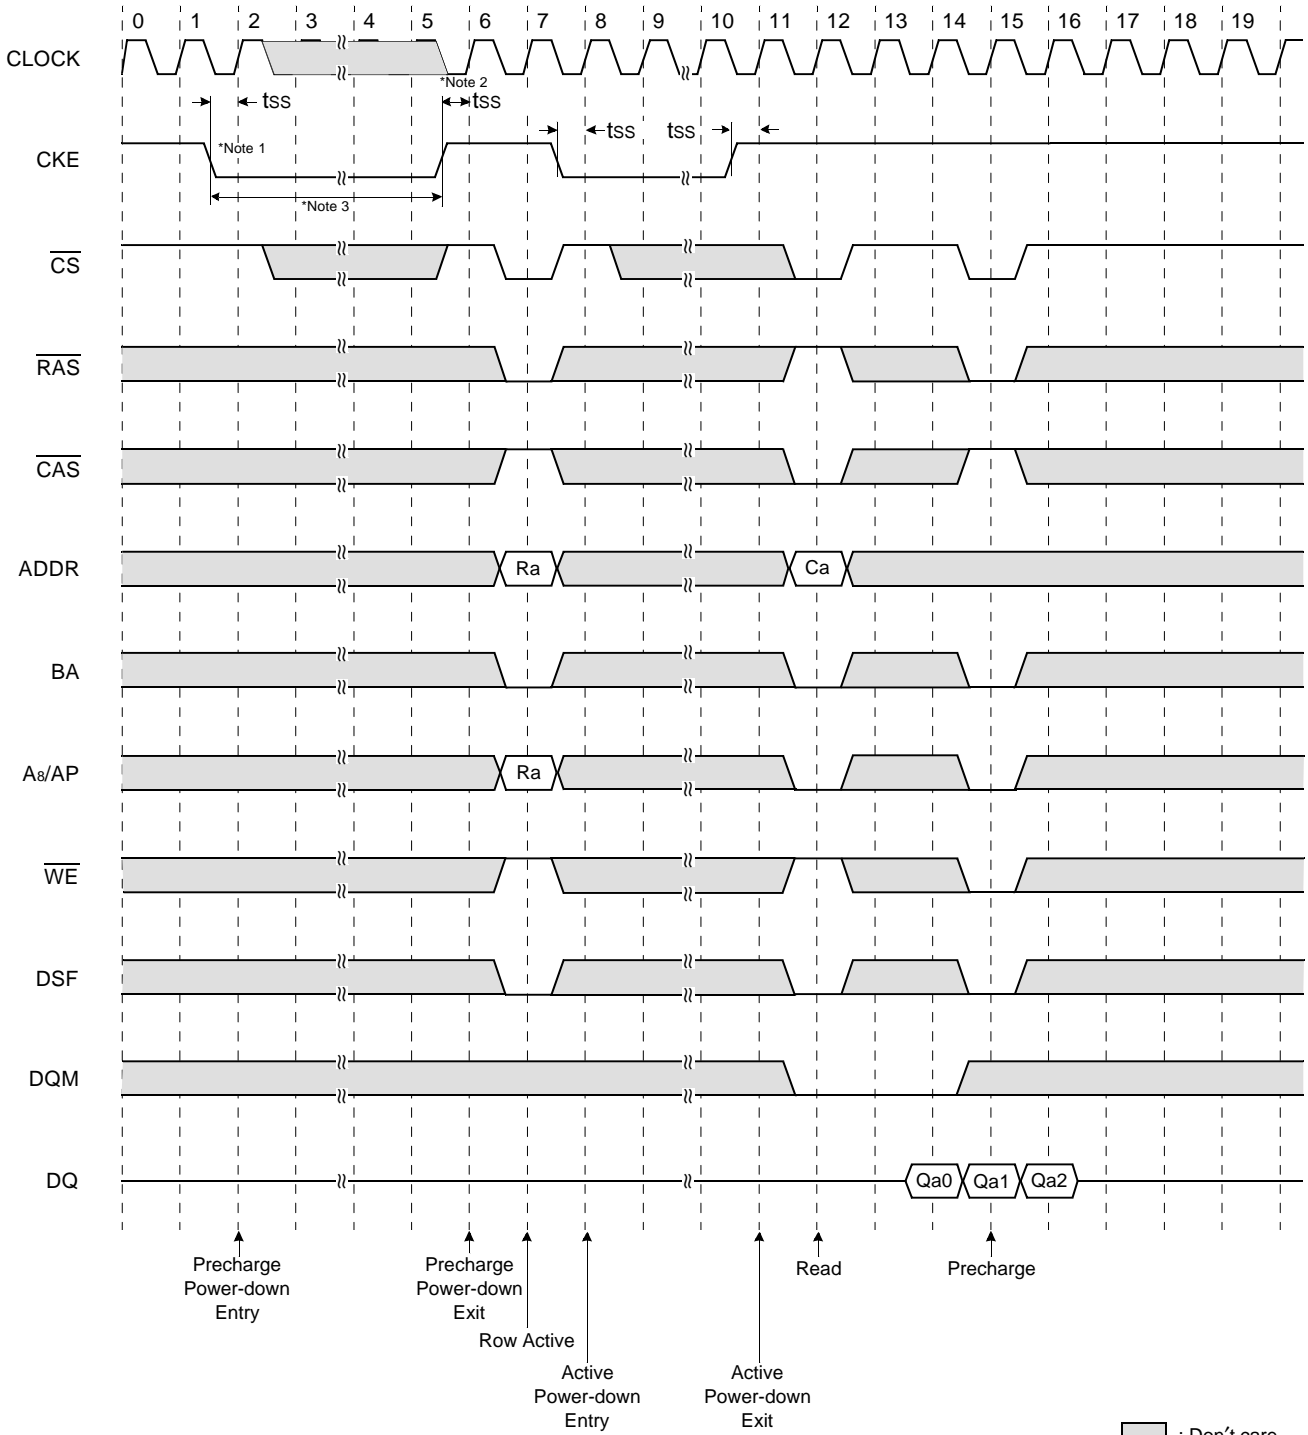 0 1 2 3 4 5 6 7 8 9 10 11 12 13 14 15 16 17 18 19
CLOCK
*Note 2
tSS tSS
tSS tSS
*Note 1
CKE
*Note 3
CS
RAS
CAS
ADDR Ra Ca
BA
A8/AP Ra
WE
DSF
DQM
DQ Qa0 Qa1 Qa2
Precharge
Power-down
Entry
Precharge
Power-down
Exit
Row Active
Active
Power-down
Entry
Active
Power-down
Exit
Read
Precharge
: Don't care